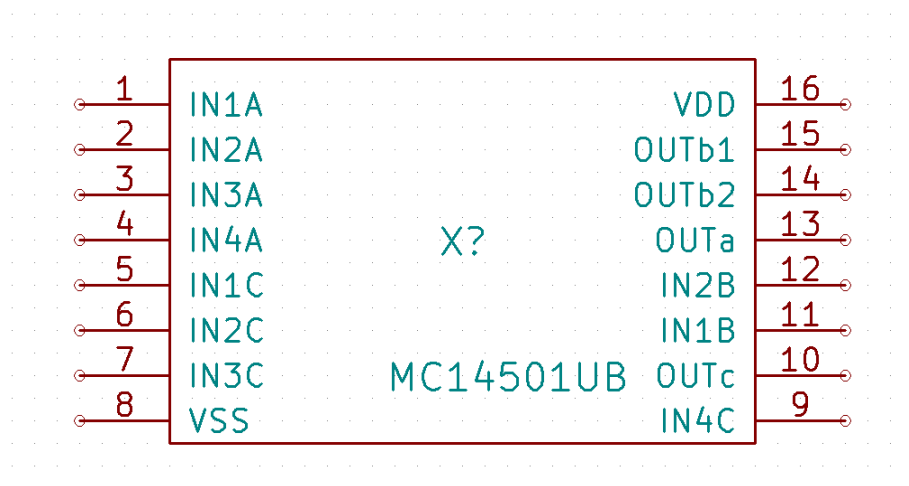 1 IN1A VDD 16
2 IN2A OUTb1 15
3 IN3A OUTb2 14
4 IN4A X? OUTa 13
5 IN1C IN2B 12
6 IN2C IN1B 11
7 IN3C MC14501UB OUTc 10
8 VSS IN4C 9